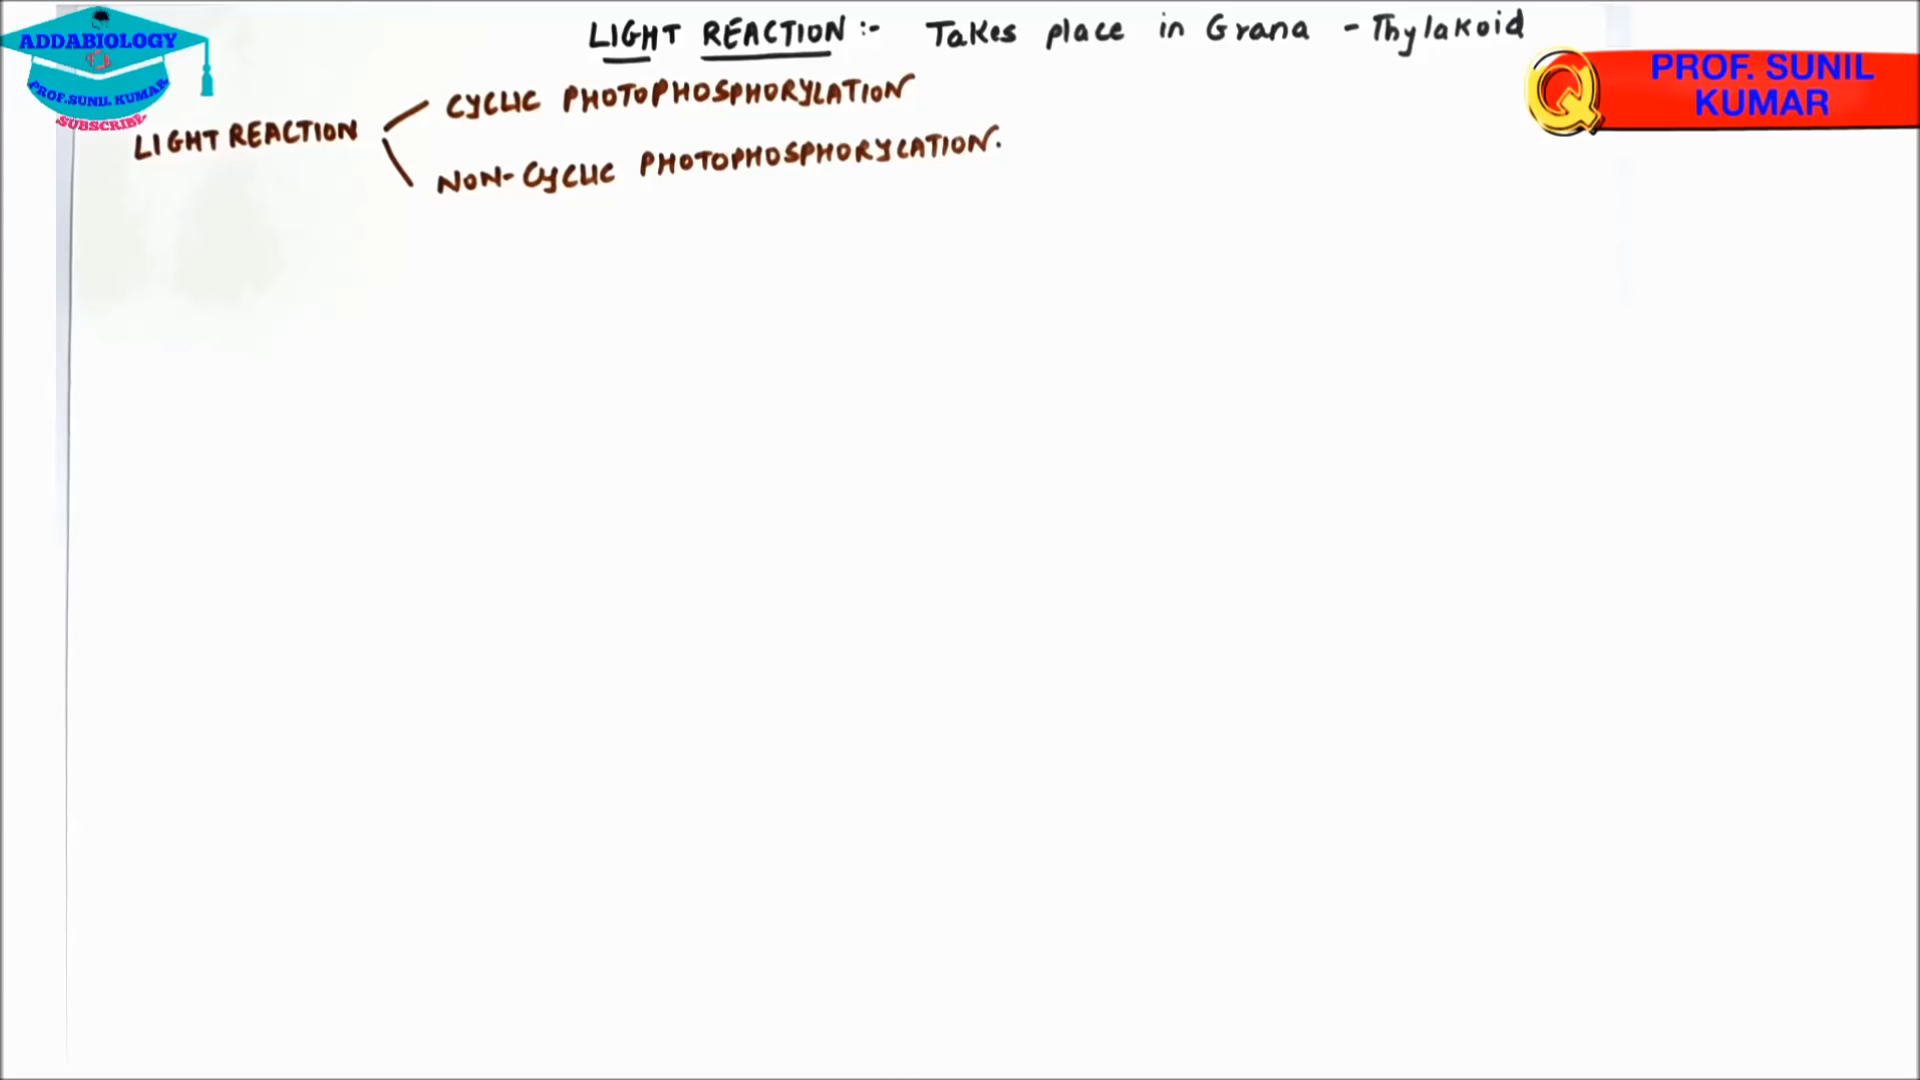 ADDABIOLOGY
PROF.SUNIL KUMAR
SUBSCRIBE
LIGHT REACTION :- Takes place in Grana - Thylakoid
PROF. SUNIL
KUMAR
LIGHT REACTION
CYCLIC PHOTOPHOSPHORYLATION
NON-CYCLIC PHOTOPHOSPHORYLATION.